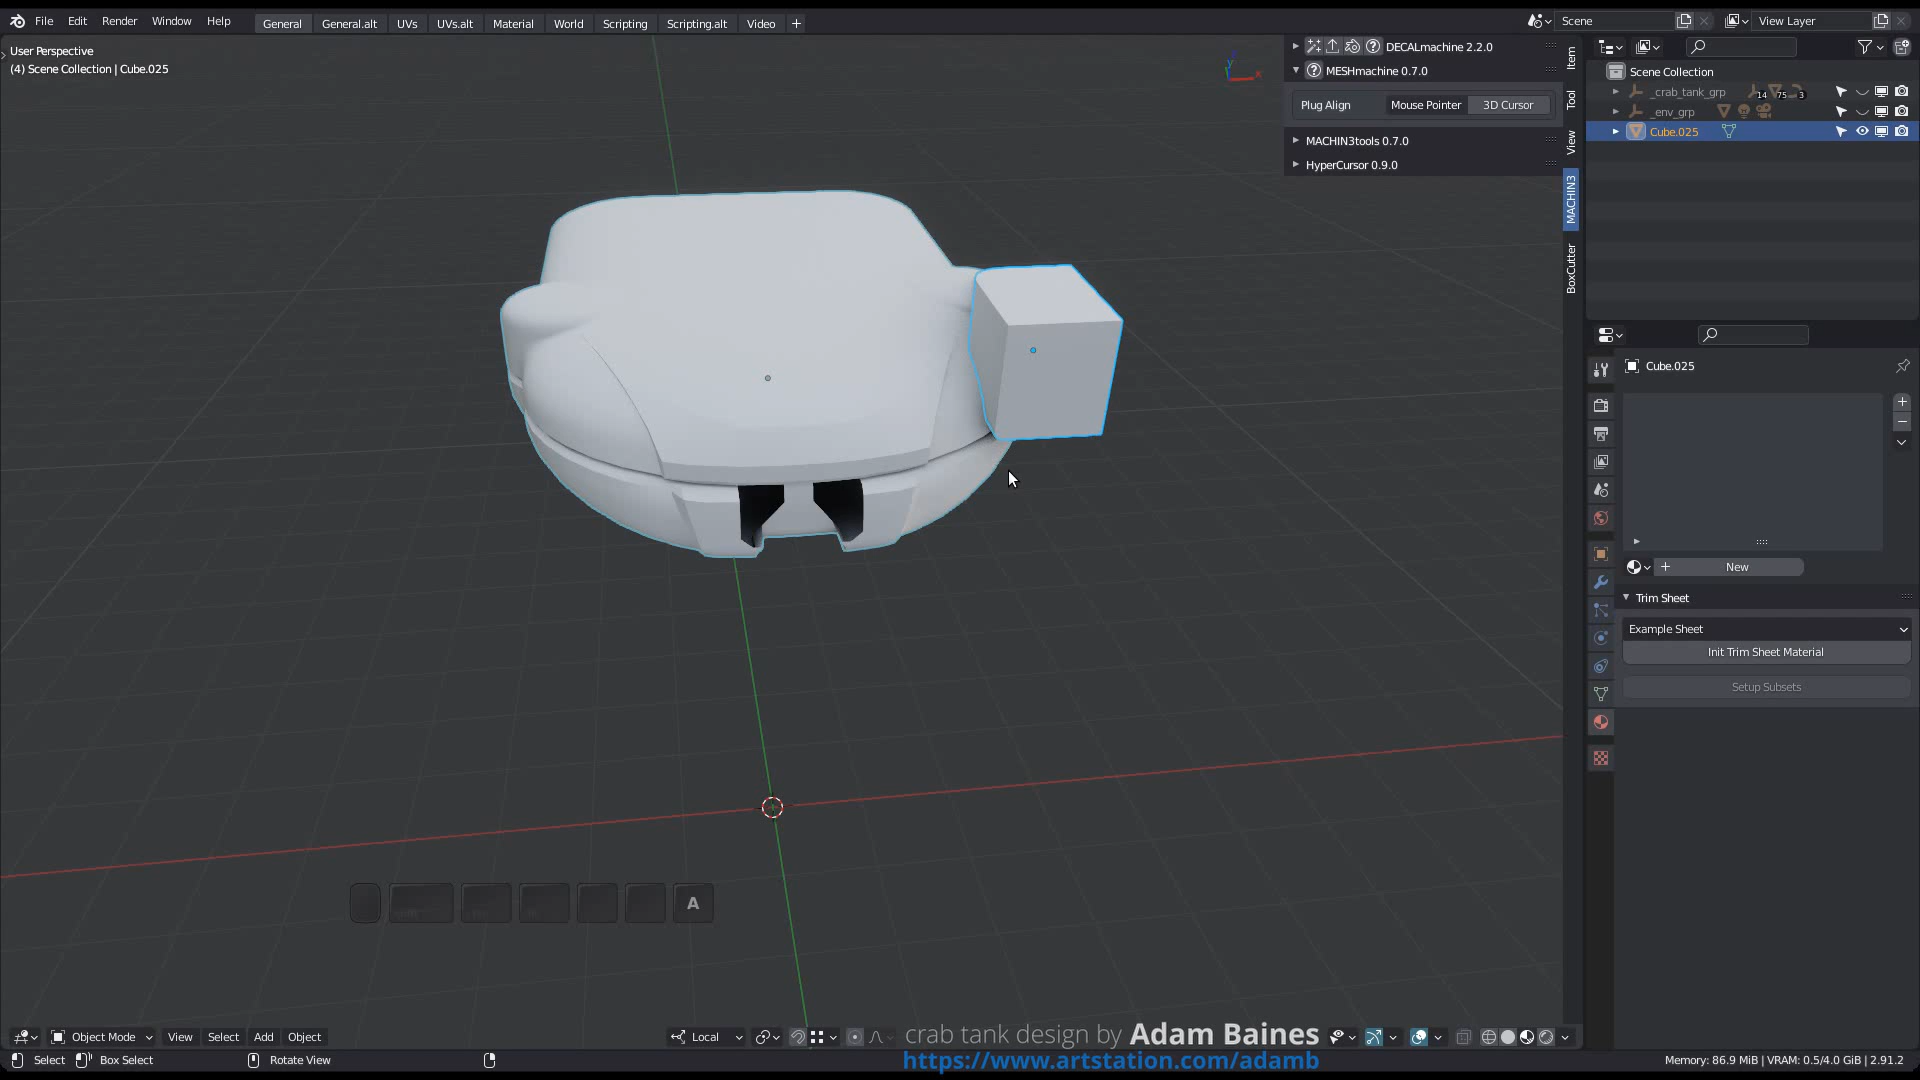 File Edit Render Window Help General General.alt UVs UVs.alt Material World Scripting Scripting.alt Video + Scene View Layer
User Perspective
(4) Scene Collection | Cube.025
DECALmachine 2.2.0
MESHmachine 0.7.0
Plug Align Mouse Pointer 3D Cursor
MACHIN3tools 0.7.0
HyperCursor 0.9.0
Item
Tool
View
MACHIN3
BoxCutter
Y
X
Scene Collection
_crab_tank_grp 14 75 3
_env_grp
Cube.025
Cube.025
+ New
Trim Sheet
Example Sheet
Init Trim Sheet Material
Setup Subsets
A
Object Mode View Select Add Object Local
crab tank design by Adam Baines
https://www.artstation.com/adamb
Select Box Select Rotate View
Memory: 86.9 MiB | VRAM: 0.5/4.0 GiB | 2.91.2